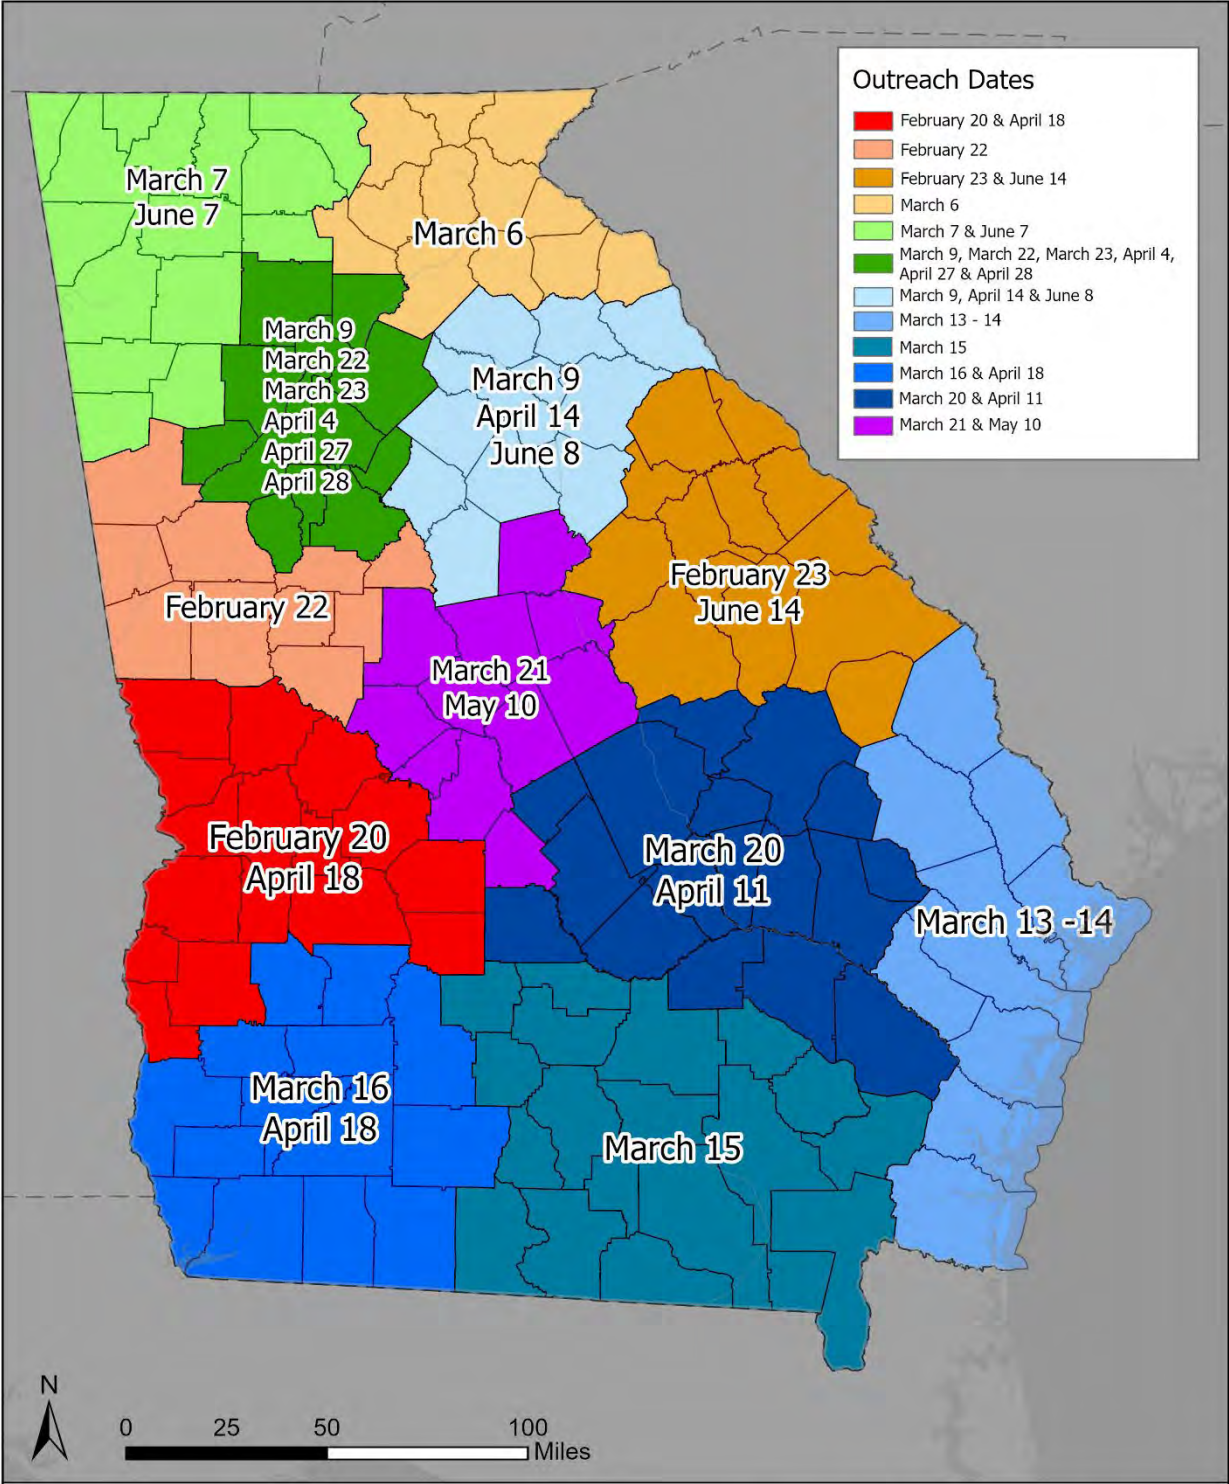 Outreach Dates
February 20 & April 18
February 22
February 23 & June 14
March 6
March 7 & June 7
March 9, March 22, March 23, April 4,
April 27 & April 28
March 9, April 14 & June 8
March 13 - 14
March 15
March 16 & April 18
March 20 & April 11
March 21 & May 10
March 7
June 7
March 6
March 9
March 22
March 23
April 4
April 27
April 28
March 9
April 14
June 8
February 23
June 14
February 22
March 21
May 10
February 20
April 18
March 20
April 11
March 13 -14
March 16
April 18
March 15
N
0 25 50 100
Miles